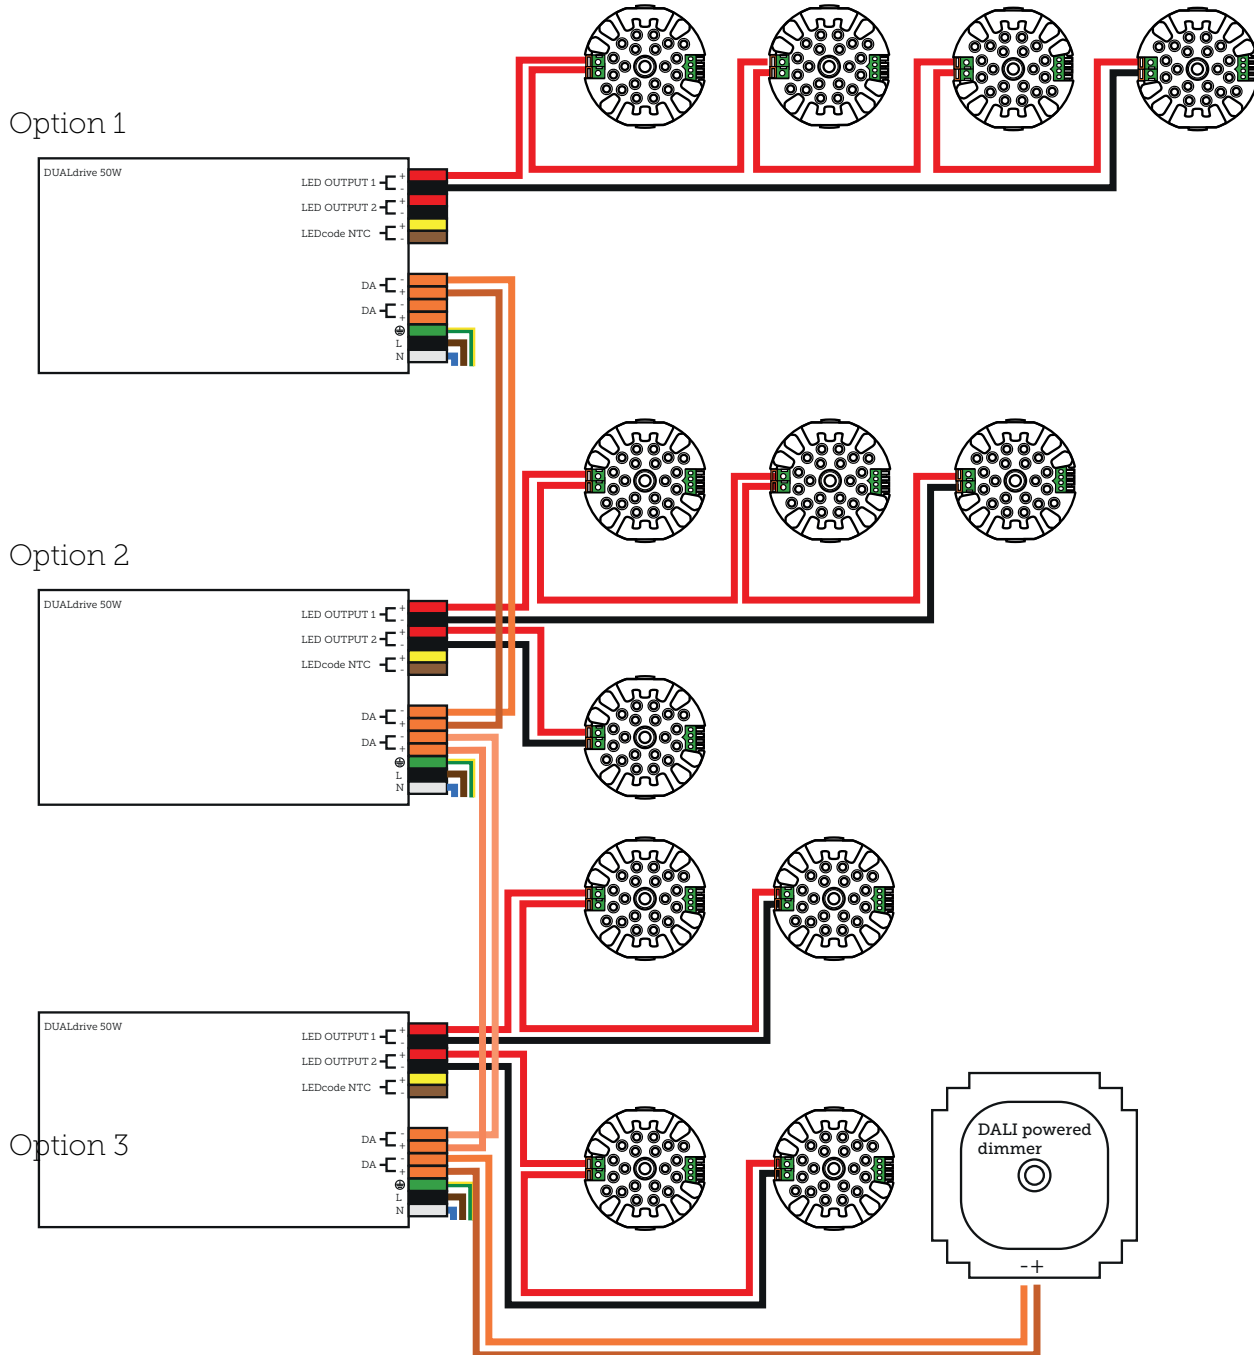 Option 1
DUALdrive 50W
LED OUTPUT 1 + -
LED OUTPUT 2 + -
LEDcode NTC + -
DA - +
DA - +
L
N
Option 2
DUALdrive 50W
LED OUTPUT 1 + -
LED OUTPUT 2 + -
LEDcode NTC + -
DA - +
DA - +
L
N
DUALdrive 50W
LED OUTPUT 1 + -
LED OUTPUT 2 + -
LEDcode NTC + -
Option 3
DA - +
DA - +
L
N
DALI powered
dimmer
-+